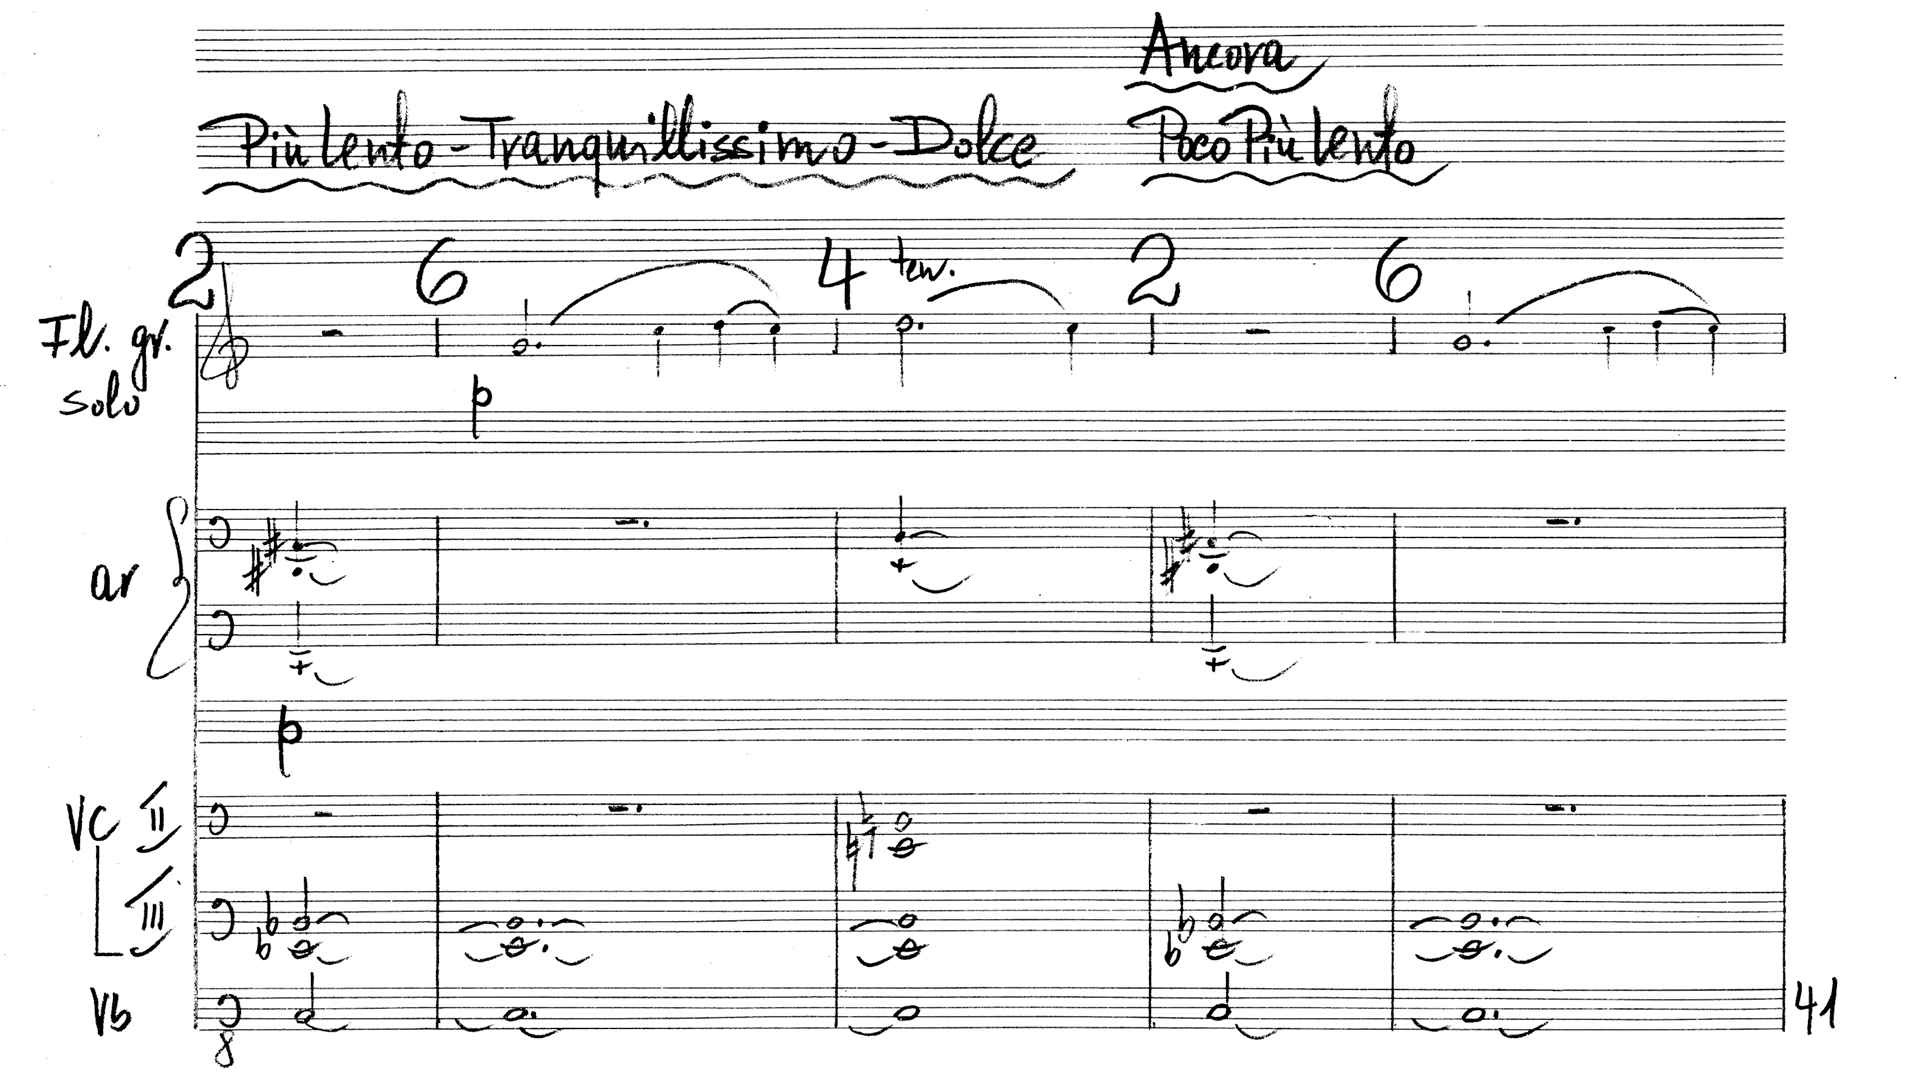 Ancora
Più lento - Tranquillissimo - Dolce
Poco Più lento
2 6 4 ten. 2 6
Fl. gr.
solo
p
ar
p
VC II
III
Vb
8
41